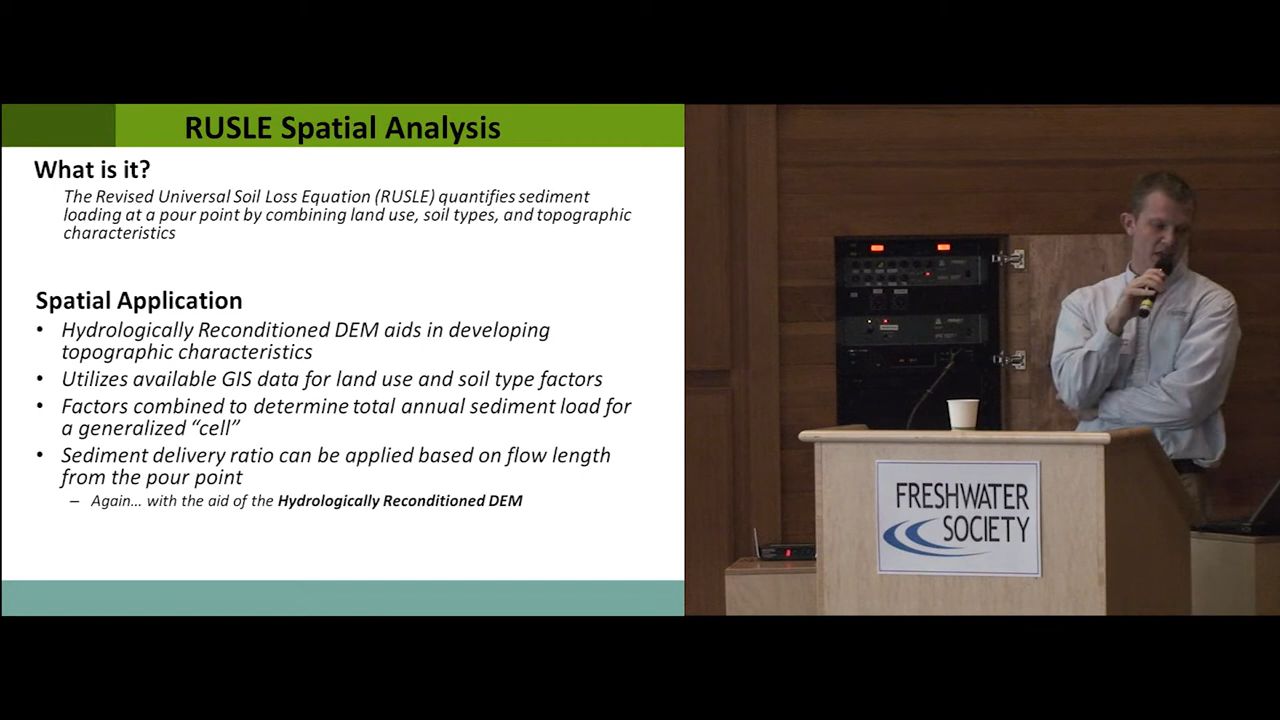 RUSLE Spatial Analysis
What is it?
The Revised Universal Soil Loss Equation (RUSLE) quantifies sediment
loading at a pour point by combining land use, soil types, and topographic
characteristics
Spatial Application
• Hydrologically Reconditioned DEM aids in developing
topographic characteristics
• Utilizes available GIS data for land use and soil type factors
• Factors combined to determine total annual sediment load for
a generalized “cell”
• Sediment delivery ratio can be applied based on flow length
from the pour point
– Again… with the aid of the Hydrologically Reconditioned DEM
FRESHWATER
SOCIETY